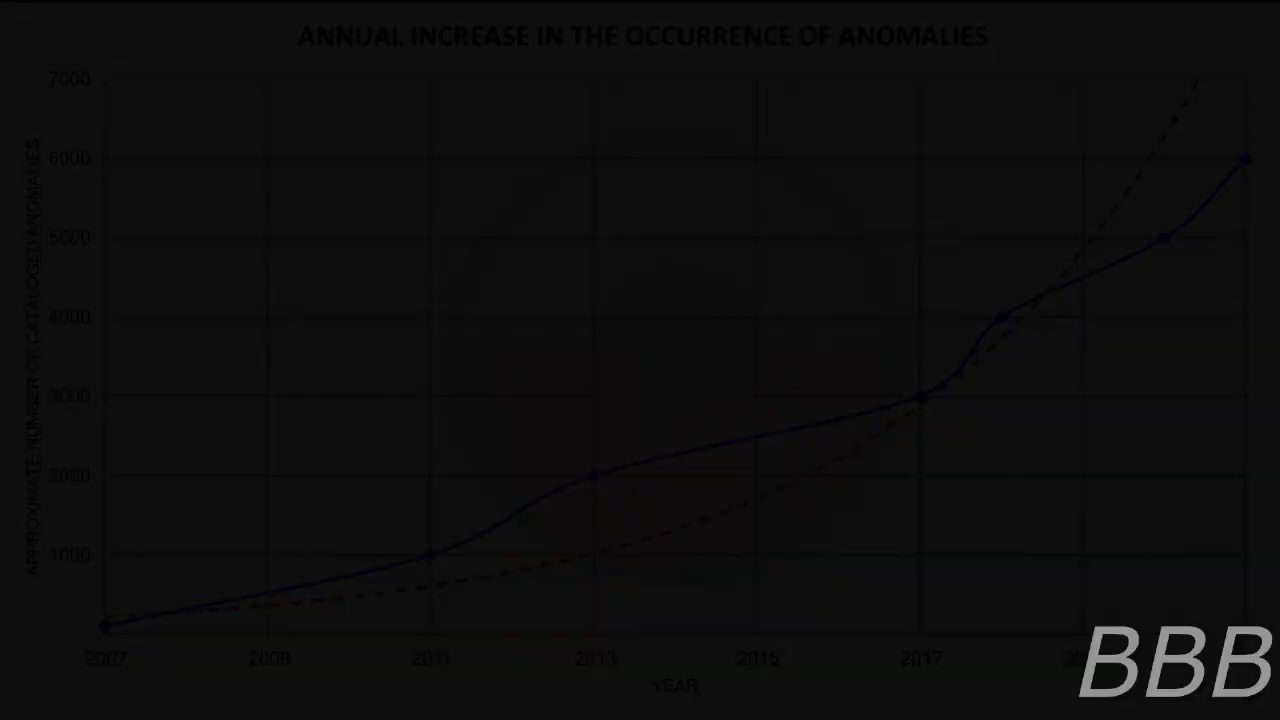 ANNUAL INCREASE IN THE OCCURRENCE OF ANOMALIES
7000
6000
5000
4000
3000
2000
1000
APPROXIMATE NUMBER OF CATALOGED ANOMALIES
2007 2009 2011 2013 2015 2017
YEAR
BBB